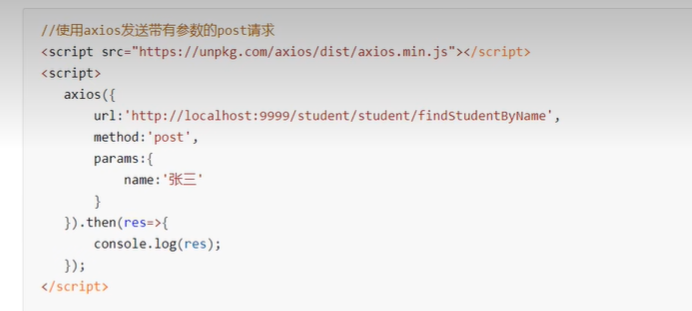 //使用axios发送带有参数的post请求
<script src="https://unpkg.com/axios/dist/axios.min.js"></script>
<script>
axios({
url:'http://localhost:9999/student/student/findStudentByName',
method:'post',
params:{
name:'张三'
}
}).then(res=>{
console.log(res);
});
</script>